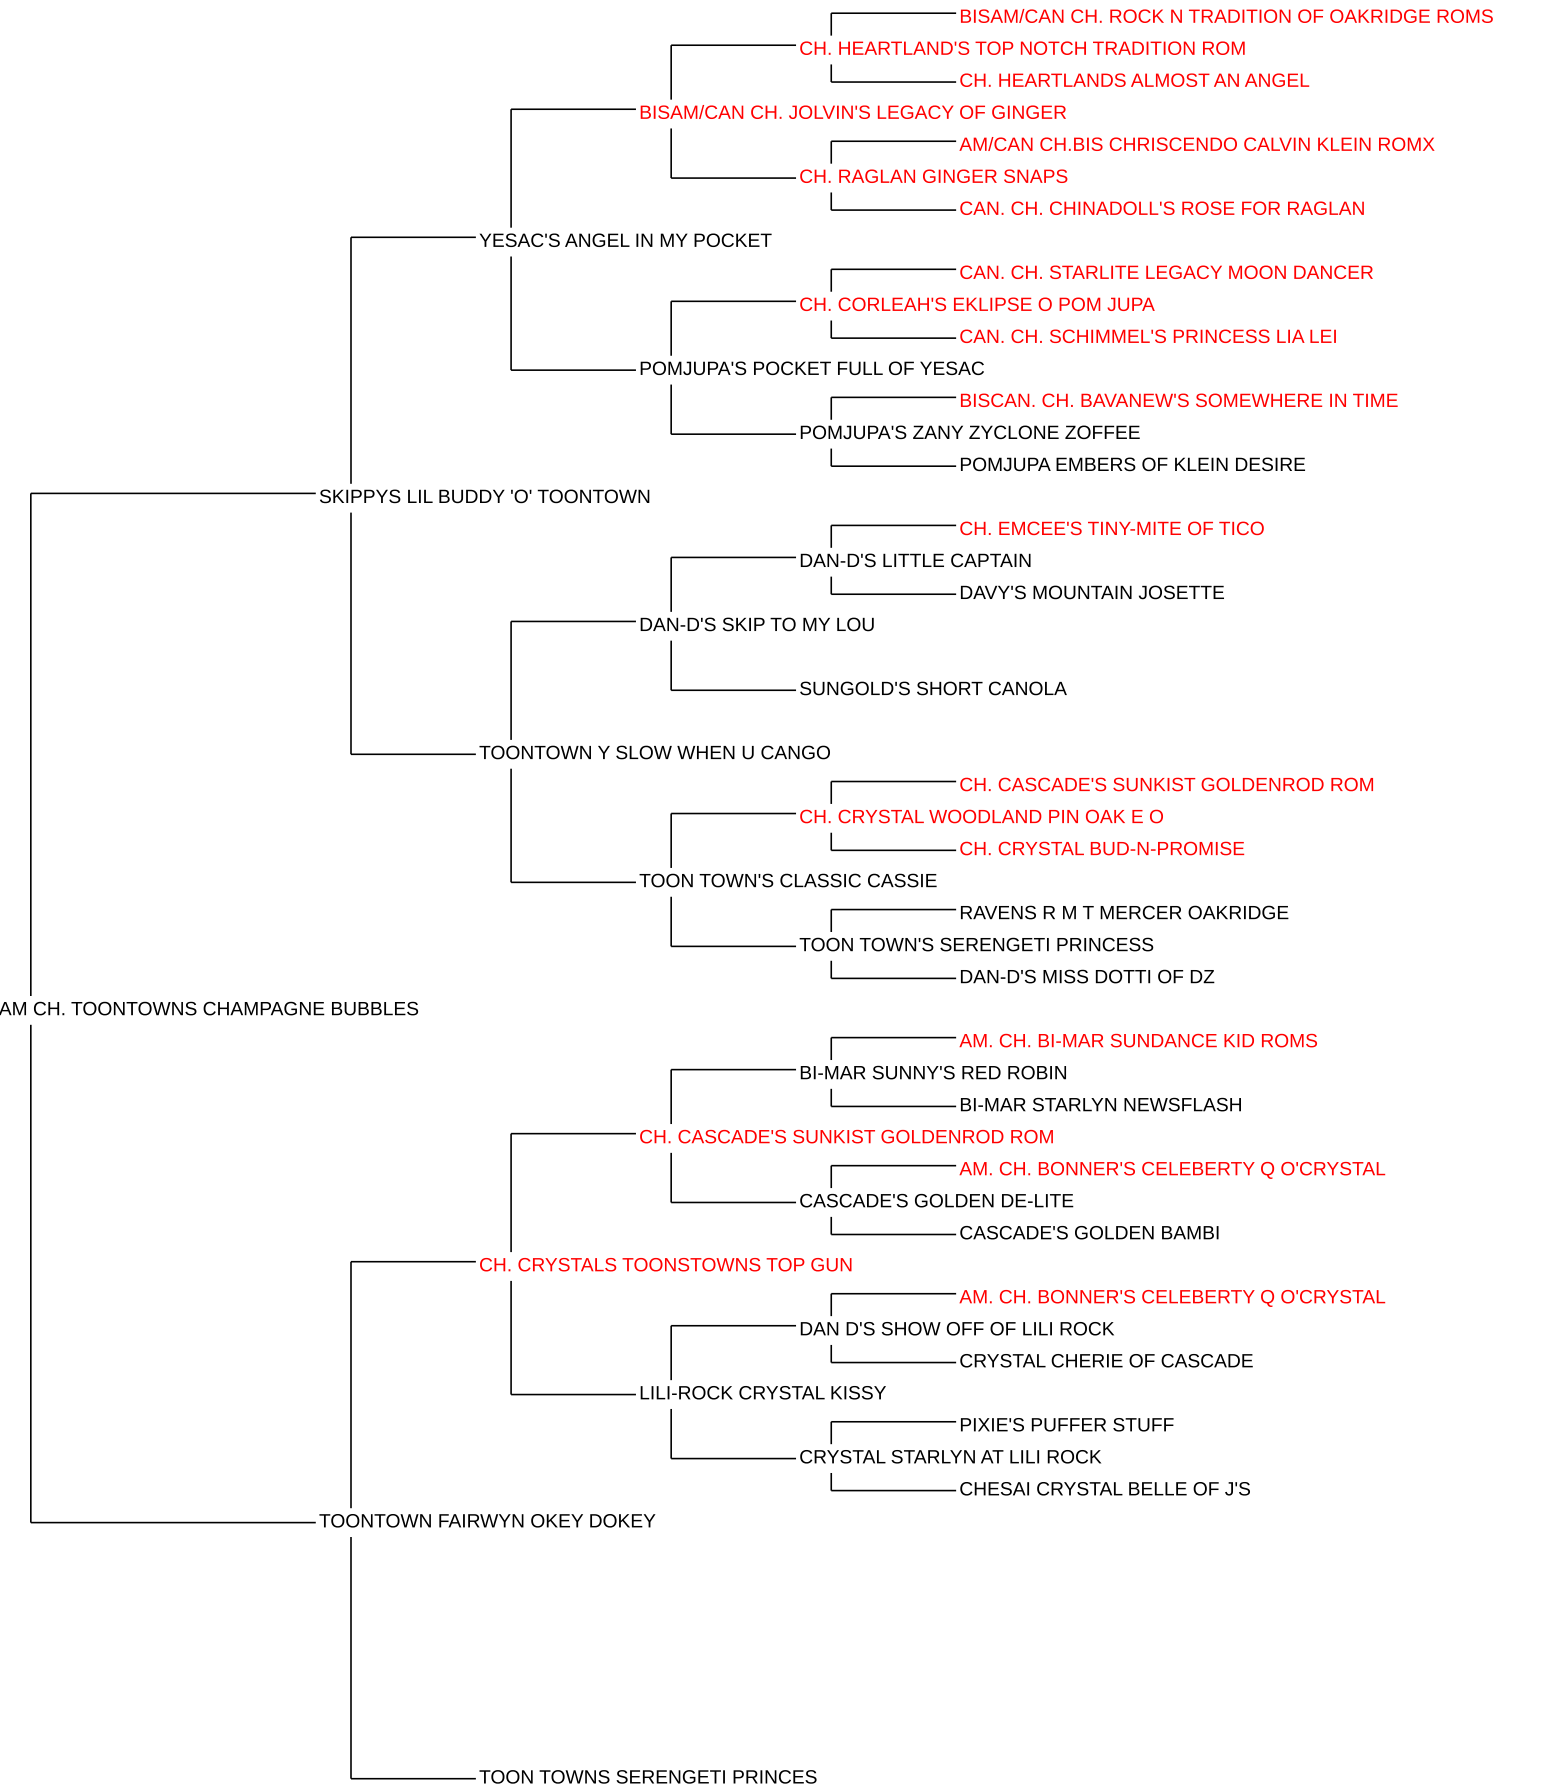 BISAM/CAN CH. ROCK N TRADITION OF OAKRIDGE ROMS
CH. HEARTLAND'S TOP NOTCH TRADITION ROM
CH. HEARTLANDS ALMOST AN ANGEL
BISAM/CAN CH. JOLVIN'S LEGACY OF GINGER
AM/CAN CH.BIS CHRISCENDO CALVIN KLEIN ROMX
CH. RAGLAN GINGER SNAPS
CAN. CH. CHINADOLL'S ROSE FOR RAGLAN
YESAC'S ANGEL IN MY POCKET
CAN. CH. STARLITE LEGACY MOON DANCER
CH. CORLEAH'S EKLIPSE O POM JUPA
CAN. CH. SCHIMMEL'S PRINCESS LIA LEI
POMJUPA'S POCKET FULL OF YESAC
BISCAN. CH. BAVANEW'S SOMEWHERE IN TIME
POMJUPA'S ZANY ZYCLONE ZOFFEE
POMJUPA EMBERS OF KLEIN DESIRE
SKIPPYS LIL BUDDY 'O' TOONTOWN
CH. EMCEE'S TINY-MITE OF TICO
DAN-D'S LITTLE CAPTAIN
DAVY'S MOUNTAIN JOSETTE
DAN-D'S SKIP TO MY LOU
SUNGOLD'S SHORT CANOLA
TOONTOWN Y SLOW WHEN U CANGO
CH. CASCADE'S SUNKIST GOLDENROD ROM
CH. CRYSTAL WOODLAND PIN OAK E O
CH. CRYSTAL BUD-N-PROMISE
TOON TOWN'S CLASSIC CASSIE
RAVENS R M T MERCER OAKRIDGE
TOON TOWN'S SERENGETI PRINCESS
DAN-D'S MISS DOTTI OF DZ
AM CH. TOONTOWNS CHAMPAGNE BUBBLES
AM. CH. BI-MAR SUNDANCE KID ROMS
BI-MAR SUNNY'S RED ROBIN
BI-MAR STARLYN NEWSFLASH
CH. CASCADE'S SUNKIST GOLDENROD ROM
AM. CH. BONNER'S CELEBERTY Q O'CRYSTAL
CASCADE'S GOLDEN DE-LITE
CASCADE'S GOLDEN BAMBI
CH. CRYSTALS TOONSTOWNS TOP GUN
AM. CH. BONNER'S CELEBERTY Q O'CRYSTAL
DAN D'S SHOW OFF OF LILI ROCK
CRYSTAL CHERIE OF CASCADE
LILI-ROCK CRYSTAL KISSY
PIXIE'S PUFFER STUFF
CRYSTAL STARLYN AT LILI ROCK
CHESAI CRYSTAL BELLE OF J'S
TOONTOWN FAIRWYN OKEY DOKEY
TOON TOWNS SERENGETI PRINCES